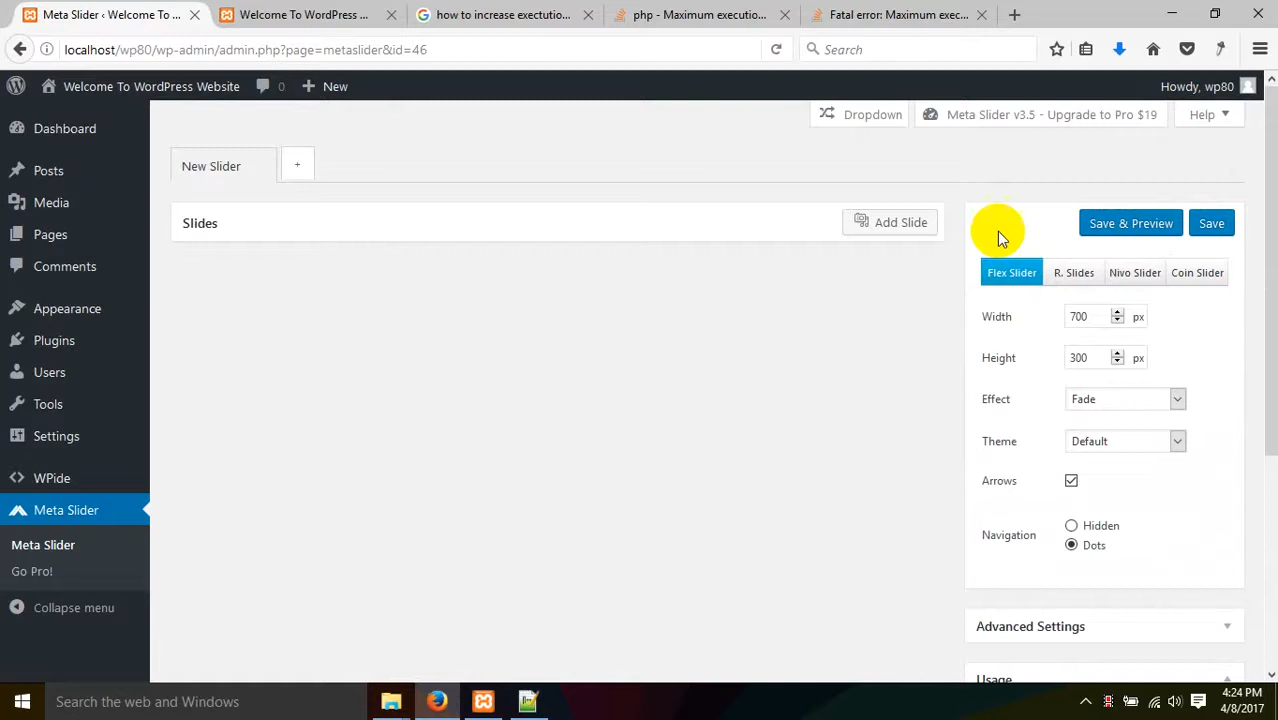 Meta Slider ‹ Welcome To W...
Welcome To WordPress ...
how to increase exectution...
php - Maximum executio...
Fatal error: Maximum exec...
localhost/wp80/wp-admin/admin.php?page=metaslider&id=46
Search
Welcome To WordPress Website
0
New
Howdy, wp80
Dropdown
Meta Slider v3.5 - Upgrade to Pro $19
Help
Dashboard
Posts
Media
Pages
Comments
Appearance
Plugins
Users
Tools
Settings
WPide
Meta Slider
Meta Slider
Go Pro!
Collapse menu
New Slider
+
Slides
Add Slide
Save & Preview
Save
Flex Slider
R. Slides
Nivo Slider
Coin Slider
Width
700
px
Height
300
px
Effect
Fade
Theme
Default
Arrows
Navigation
Hidden
Dots
Advanced Settings
Usage
Search the web and Windows
4:24 PM
4/8/2017